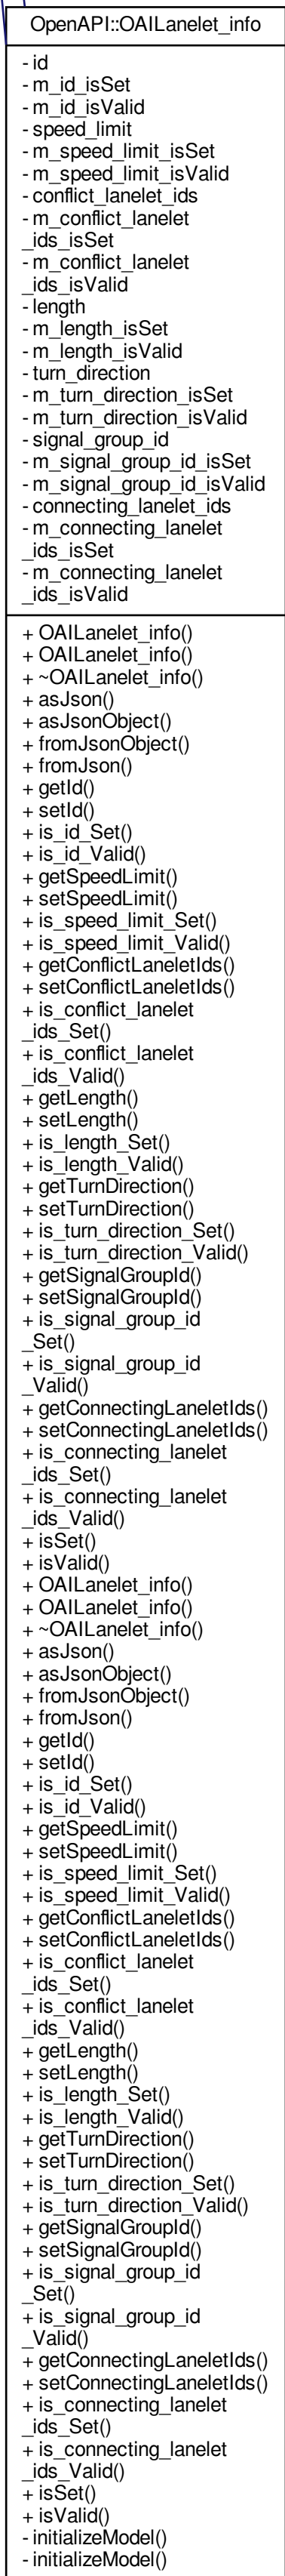 OpenAPI::OAILanelet_info
- id
- m_id_isSet
- m_id_isValid
- speed_limit
- m_speed_limit_isSet
- m_speed_limit_isValid
- conflict_lanelet_ids
- m_conflict_lanelet
_ids_isSet
- m_conflict_lanelet
_ids_isValid
- length
- m_length_isSet
- m_length_isValid
- turn_direction
- m_turn_direction_isSet
- m_turn_direction_isValid
- signal_group_id
- m_signal_group_id_isSet
- m_signal_group_id_isValid
- connecting_lanelet_ids
- m_connecting_lanelet
_ids_isSet
- m_connecting_lanelet
_ids_isValid
+ OAILanelet_info()
+ OAILanelet_info()
+ ~OAILanelet_info()
+ asJson()
+ asJsonObject()
+ fromJsonObject()
+ fromJson()
+ getId()
+ setId()
+ is_id_Set()
+ is_id_Valid()
+ getSpeedLimit()
+ setSpeedLimit()
+ is_speed_limit_Set()
+ is_speed_limit_Valid()
+ getConflictLaneletIds()
+ setConflictLaneletIds()
+ is_conflict_lanelet
_ids_Set()
+ is_conflict_lanelet
_ids_Valid()
+ getLength()
+ setLength()
+ is_length_Set()
+ is_length_Valid()
+ getTurnDirection()
+ setTurnDirection()
+ is_turn_direction_Set()
+ is_turn_direction_Valid()
+ getSignalGroupId()
+ setSignalGroupId()
+ is_signal_group_id
_Set()
+ is_signal_group_id
_Valid()
+ getConnectingLaneletIds()
+ setConnectingLaneletIds()
+ is_connecting_lanelet
_ids_Set()
+ is_connecting_lanelet
_ids_Valid()
+ isSet()
+ isValid()
+ OAILanelet_info()
+ OAILanelet_info()
+ ~OAILanelet_info()
+ asJson()
+ asJsonObject()
+ fromJsonObject()
+ fromJson()
+ getId()
+ setId()
+ is_id_Set()
+ is_id_Valid()
+ getSpeedLimit()
+ setSpeedLimit()
+ is_speed_limit_Set()
+ is_speed_limit_Valid()
+ getConflictLaneletIds()
+ setConflictLaneletIds()
+ is_conflict_lanelet
_ids_Set()
+ is_conflict_lanelet
_ids_Valid()
+ getLength()
+ setLength()
+ is_length_Set()
+ is_length_Valid()
+ getTurnDirection()
+ setTurnDirection()
+ is_turn_direction_Set()
+ is_turn_direction_Valid()
+ getSignalGroupId()
+ setSignalGroupId()
+ is_signal_group_id
_Set()
+ is_signal_group_id
_Valid()
+ getConnectingLaneletIds()
+ setConnectingLaneletIds()
+ is_connecting_lanelet
_ids_Set()
+ is_connecting_lanelet
_ids_Valid()
+ isSet()
+ isValid()
- initializeModel()
- initializeModel()